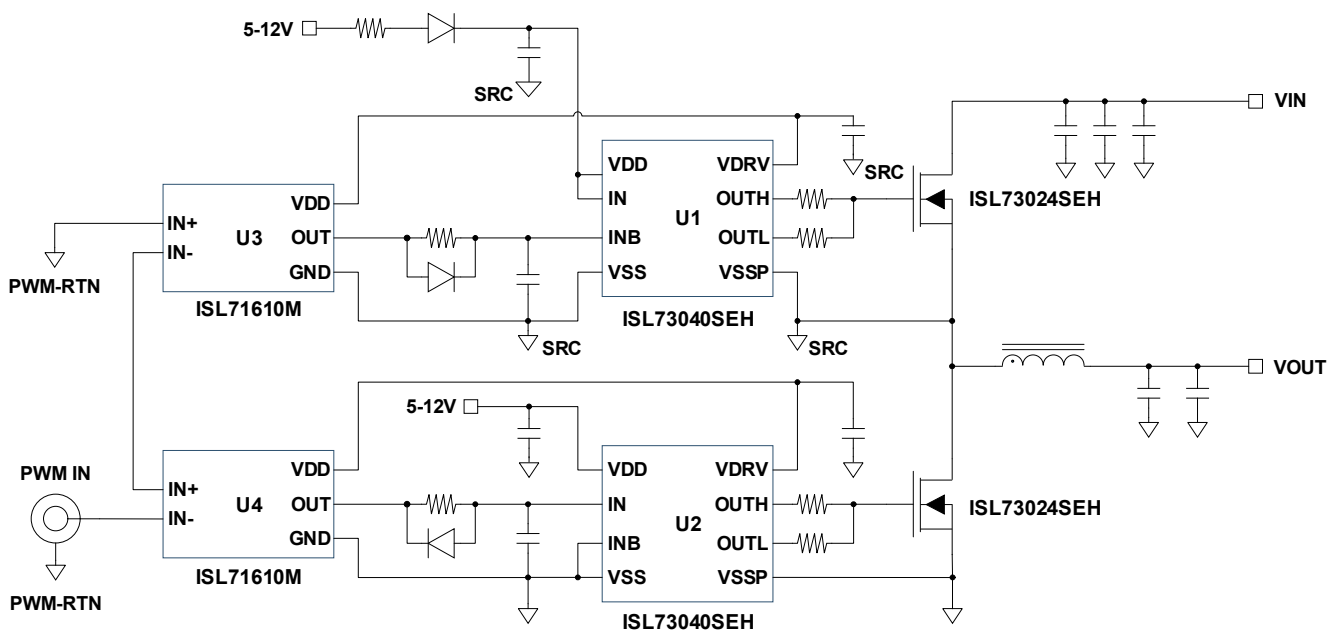 5-12V
SRC
VIN
VDD
IN
INB
VSS
U1
VDRV
OUTH
OUTL
VSSP
ISL73040SEH
SRC
ISL73024SEH
IN+
IN-
U3
VDD
OUT
GND
ISL71610M
PWM-RTN
SRC
SRC
VOUT
5-12V
PWM IN
IN+
IN-
U4
VDD
OUT
GND
ISL71610M
PWM-RTN
VDD
IN
INB
VSS
U2
VDRV
OUTH
OUTL
VSSP
ISL73040SEH
ISL73024SEH